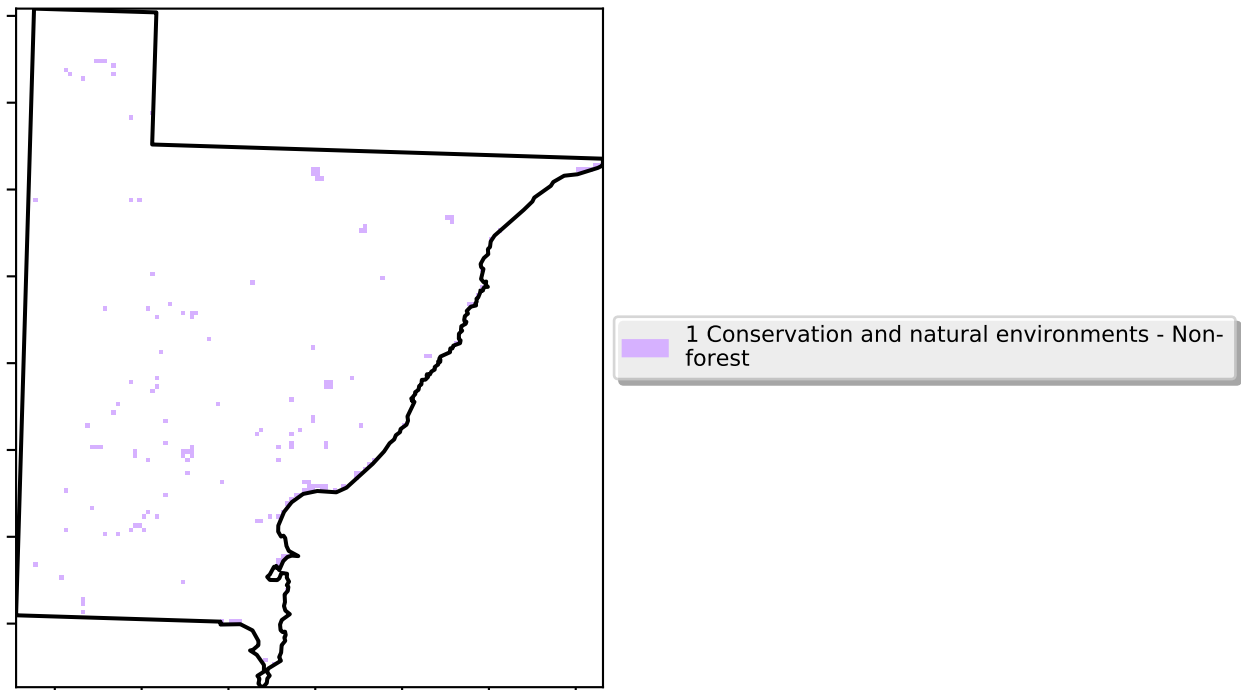 1 Conservation and natural environments - Non-
forest